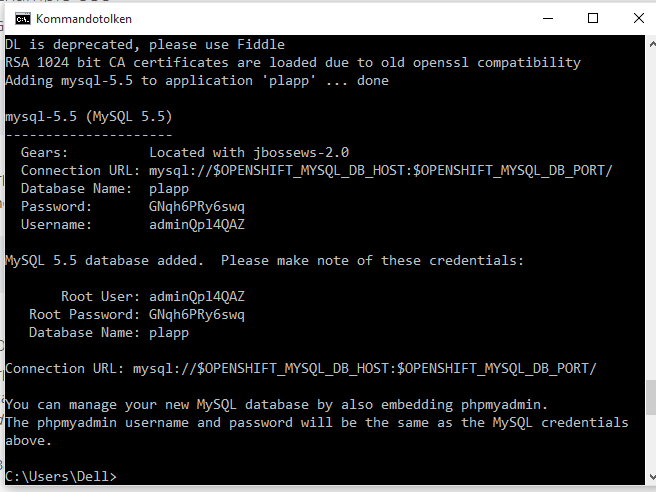 Kommandotolken
DL is deprecated, please use Fiddle
RSA 1024 bit CA certificates are loaded due to old openssl compatibility
Adding mysql-5.5 to application 'plapp' ... done
mysql-5.5 (MySQL 5.5)
---------------------
Gears: Located with jbossews-2.0
Connection URL: mysql://$OPENSHIFT_MYSQL_DB_HOST:$OPENSHIFT_MYSQL_DB_PORT/
Database Name: plapp
Password: GNqh6PRy6swq
Username: adminQpl4QAZ
MySQL 5.5 database added. Please make note of these credentials:
Root User: adminQpl4QAZ
Root Password: GNqh6PRy6swq
Database Name: plapp
Connection URL: mysql://$OPENSHIFT_MYSQL_DB_HOST:$OPENSHIFT_MYSQL_DB_PORT/
You can manage your new MySQL database by also embedding phpmyadmin.
The phpmyadmin username and password will be the same as the MySQL credentials
above.
C:\Users\Dell>